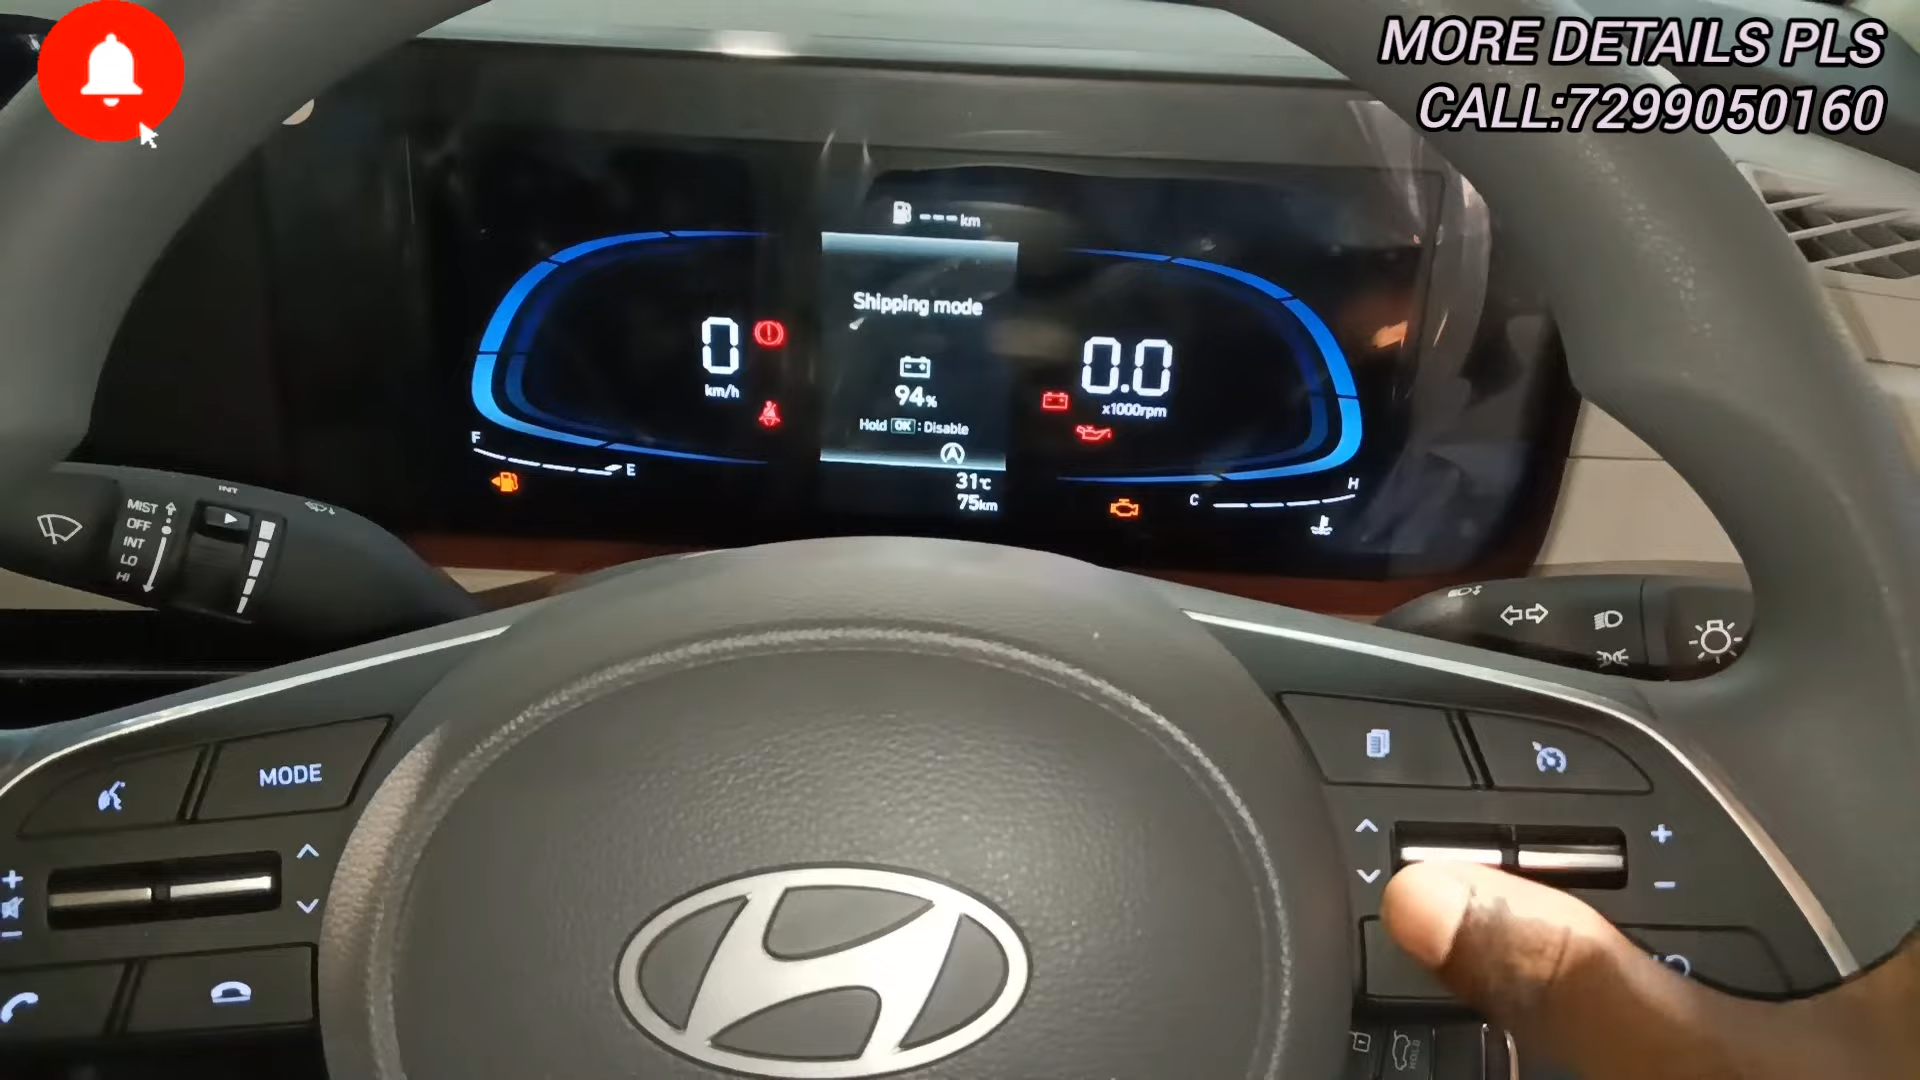 MORE DETAILS PLS
CALL:7299050160
--- km
Shipping mode
94%
Hold OK : Disable
A
31℃
75km
0
km/h
0.0
x1000rpm
F
E
C
H
INT
MIST
OFF
INT
LO
HI
MODE
+
-
+
-
HOLD